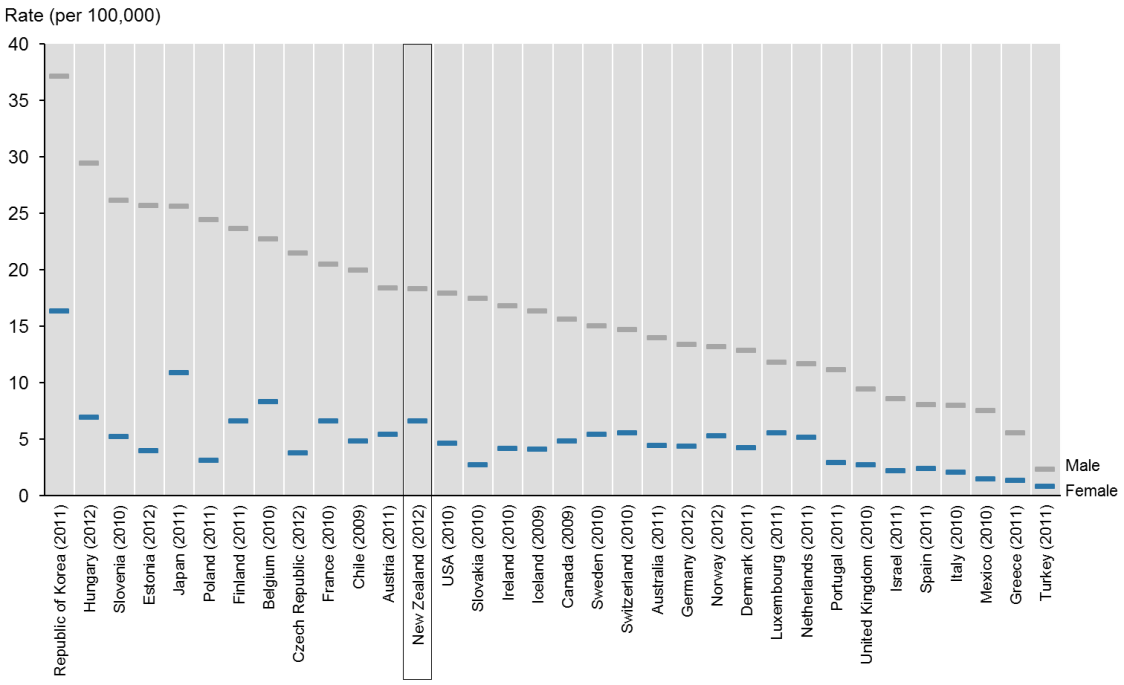 Rate (per 100,000)
40
35
30
25
20
15
10
5
0
Male
Female
Republic of Korea (2011)
Hungary (2012)
Slovenia (2010)
Estonia (2012)
Japan (2011)
Poland (2011)
Finland (2011)
Belgium (2010)
Czech Republic (2012)
France (2010)
Chile (2009)
Austria (2011)
New Zealand (2012)
USA (2010)
Slovakia (2010)
Ireland (2010)
Iceland (2009)
Canada (2009)
Sweden (2010)
Switzerland (2010)
Australia (2011)
Germany (2012)
Norway (2012)
Denmark (2011)
Luxembourg (2011)
Netherlands (2011)
Portugal (2011)
United Kingdom (2010)
Israel (2011)
Spain (2011)
Italy (2010)
Mexico (2010)
Greece (2011)
Turkey (2011)